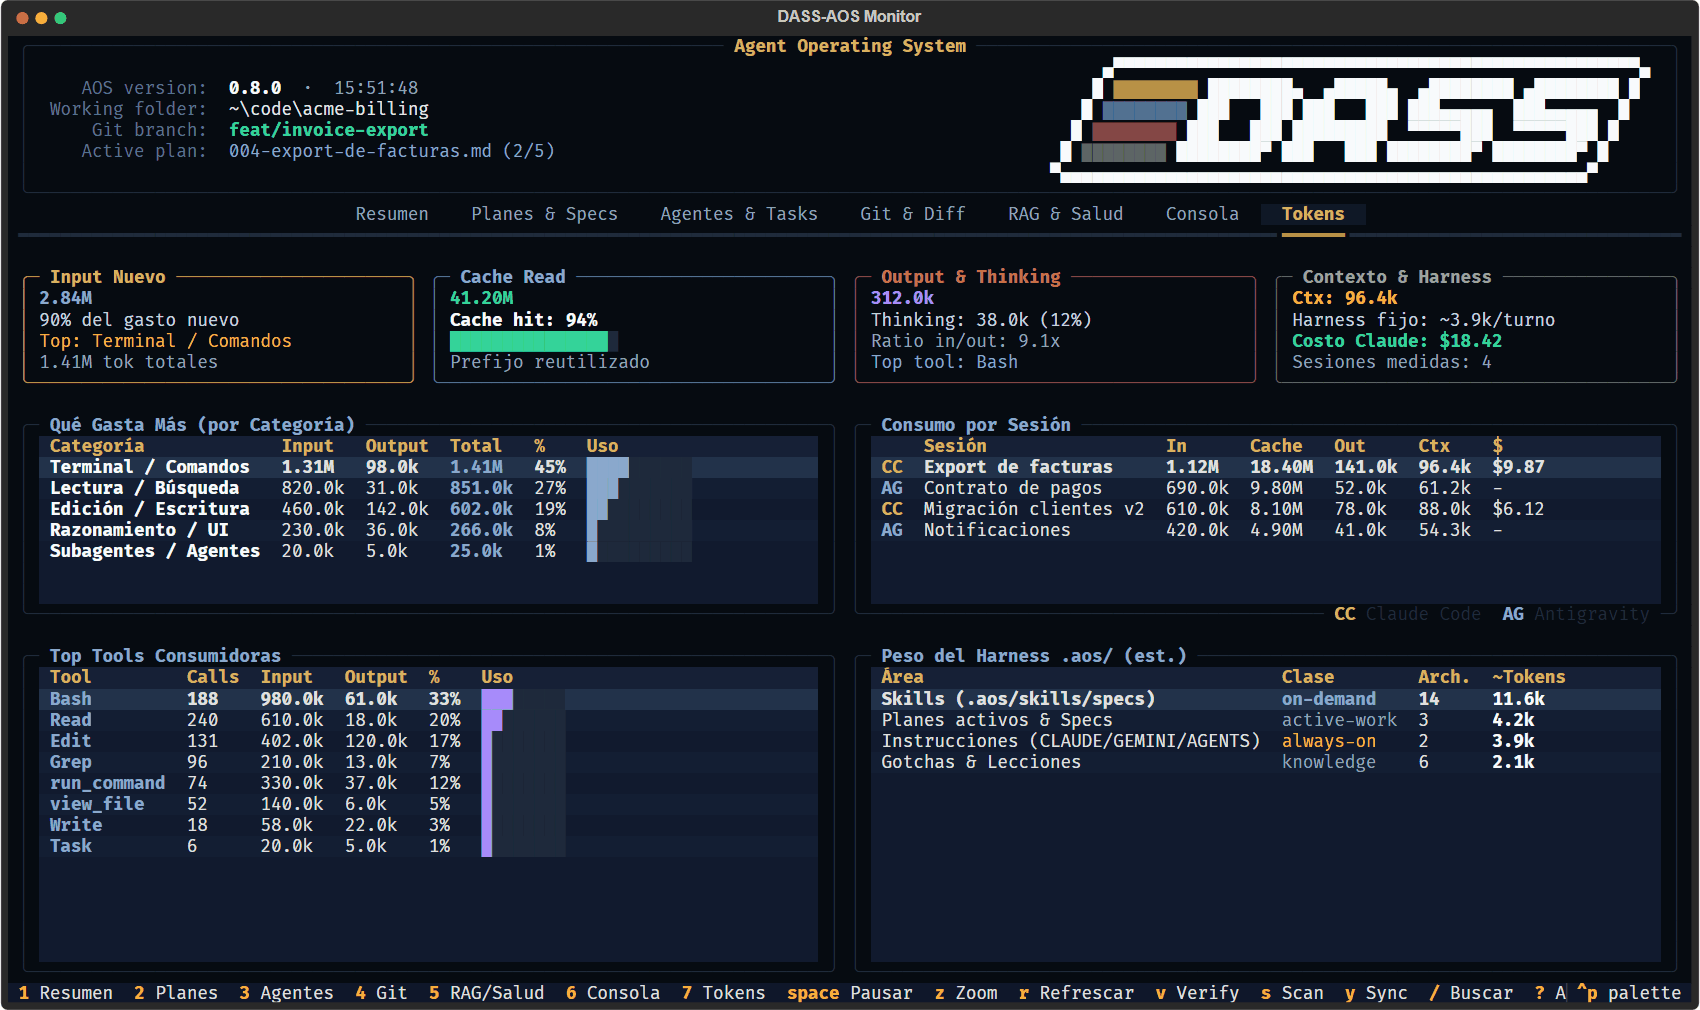 DASS-AOS Monitor
Agent Operating System
AOS version: 0.8.0 · 15:51:48
Working folder: ~\code\acme-billing
Git branch: feat/invoice-export
Active plan: 004-export-de-facturas.md (2/5)
DASS
Resumen Planes & Specs Agentes & Tasks Git & Diff RAG & Salud Consola Tokens
Input Nuevo
2.84M
90% del gasto nuevo
Top: Terminal / Comandos
1.41M tok totales
Cache Read
41.20M
Cache hit: 94%
Prefijo reutilizado
Output & Thinking
312.0k
Thinking: 38.0k (12%)
Ratio in/out: 9.1x
Top tool: Bash
Contexto & Harness
Ctx: 96.4k
Harness fijo: ~3.9k/turno
Costo Claude: $18.42
Sesiones medidas: 4
Qué Gasta Más (por Categoría)
Categoría Input Output Total % Uso
Terminal / Comandos 1.31M 98.0k 1.41M 45%
Lectura / Búsqueda 820.0k 31.0k 851.0k 27%
Edición / Escritura 460.0k 142.0k 602.0k 19%
Razonamiento / UI 230.0k 36.0k 266.0k 8%
Subagentes / Agentes 20.0k 5.0k 25.0k 1%
Consumo por Sesión
Sesión In Cache Out Ctx $
CC Export de facturas 1.12M 18.40M 141.0k 96.4k $9.87
AG Contrato de pagos 690.0k 9.80M 52.0k 61.2k –
CC Migración clientes v2 610.0k 8.10M 78.0k 88.0k $6.12
AG Notificaciones 420.0k 4.90M 41.0k 54.3k –
CC Claude Code AG Antigravity
Top Tools Consumidoras
Tool Calls Input Output % Uso
Bash 188 980.0k 61.0k 33%
Read 240 610.0k 18.0k 20%
Edit 131 402.0k 120.0k 17%
Grep 96 210.0k 13.0k 7%
run_command 74 330.0k 37.0k 12%
view_file 52 140.0k 6.0k 5%
Write 18 58.0k 22.0k 3%
Task 6 20.0k 5.0k 1%
Peso del Harness .aos/ (est.)
Área Clase Arch. ~Tokens
Skills (.aos/skills/specs) on-demand 14 11.6k
Planes activos & Specs active-work 3 4.2k
Instrucciones (CLAUDE/GEMINI/AGENTS) always-on 2 3.9k
Gotchas & Lecciones knowledge 6 2.1k
1 Resumen 2 Planes 3 Agentes 4 Git 5 RAG/Salud 6 Consola 7 Tokens space Pausar z Zoom r Refrescar v Verify s Scan y Sync / Buscar ? A ^p palette